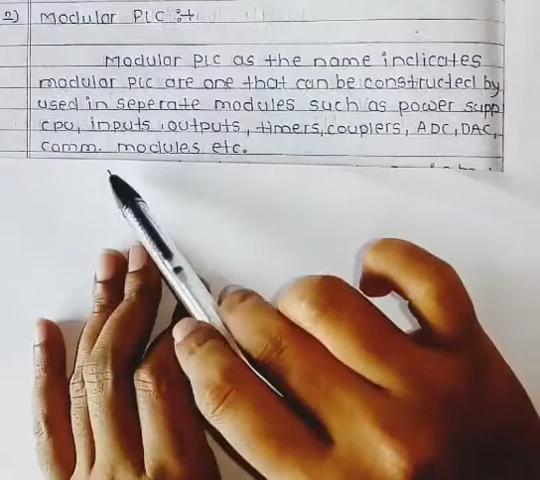 2) Modular PLC :+
Modular PLC as the name indicates
modular PLC are one that can be constructed by
used in seperate modules such as power supp
cpu, inputs, outputs, timers, couplers, ADC, DAC,
comm. modules etc.